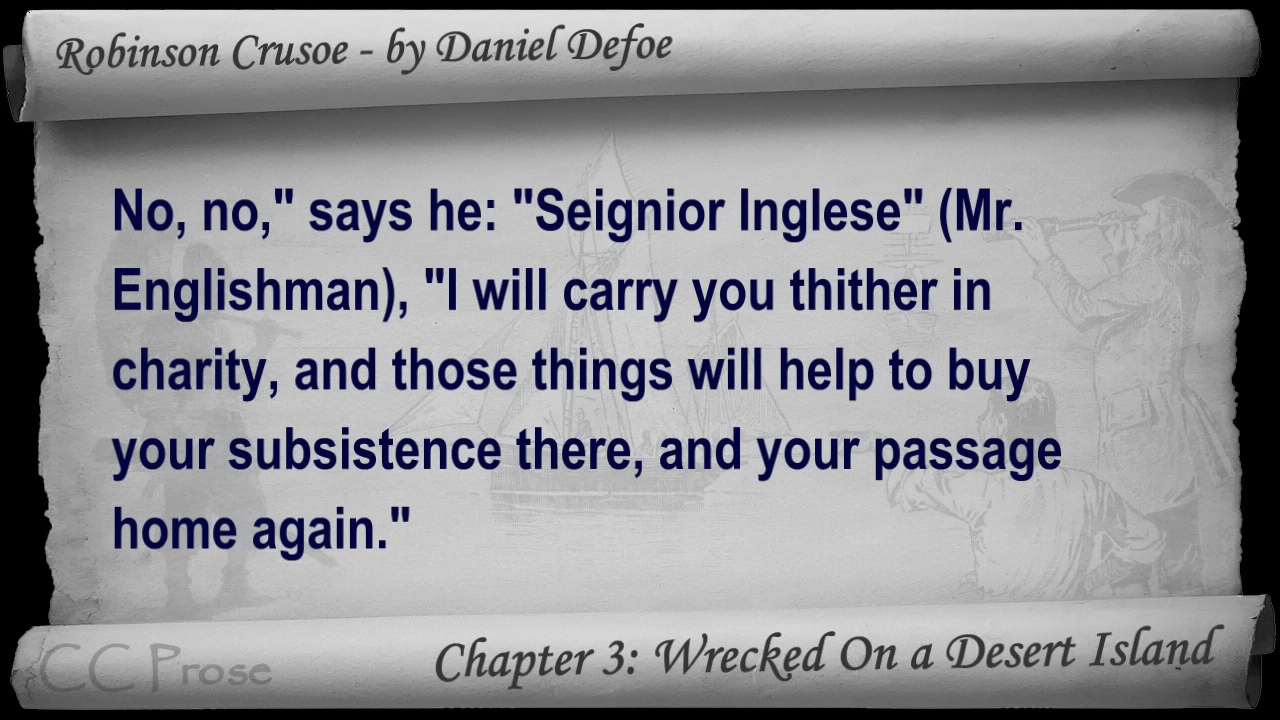 Robinson Crusoe - by Daniel Defoe
No, no," says he: "Seignior Inglese" (Mr.
Englishman), "I will carry you thither in
charity, and those things will help to buy
your subsistence there, and your passage
home again."
CC Prose
Chapter 3: Wrecked On a Desert Island